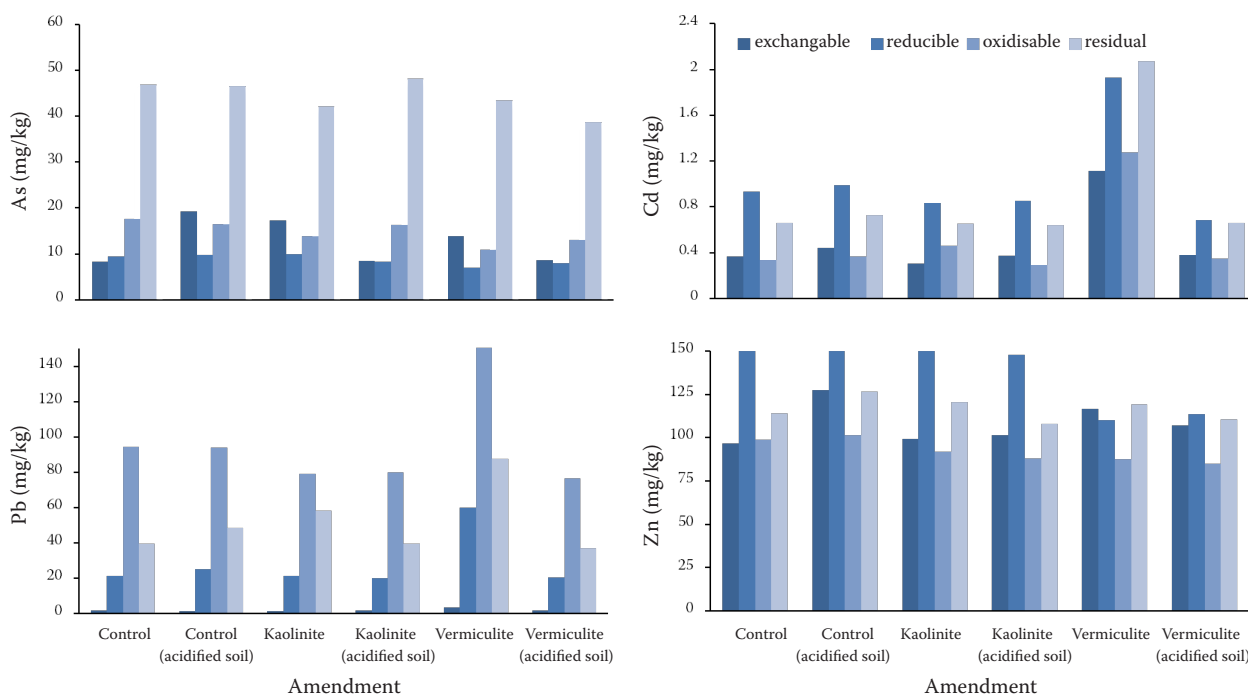 60
50
40
30
20
10
0
As (mg/kg)
2.4
2
1.6
1.2
0.8
0.4
0
Cd (mg/kg)
exchangable reducible oxidisable residual
140
120
100
80
60
40
20
0
Pb (mg/kg)
Control Control Kaolinite Kaolinite Vermiculite Vermiculite
(acidified soil) (acidified soil) (acidified soil)
Amendment
150
125
100
75
50
25
0
Zn (mg/kg)
Control Control Kaolinite Kaolinite Vermiculite Vermiculite
(acidified soil) (acidified soil) (acidified soil)
Amendment